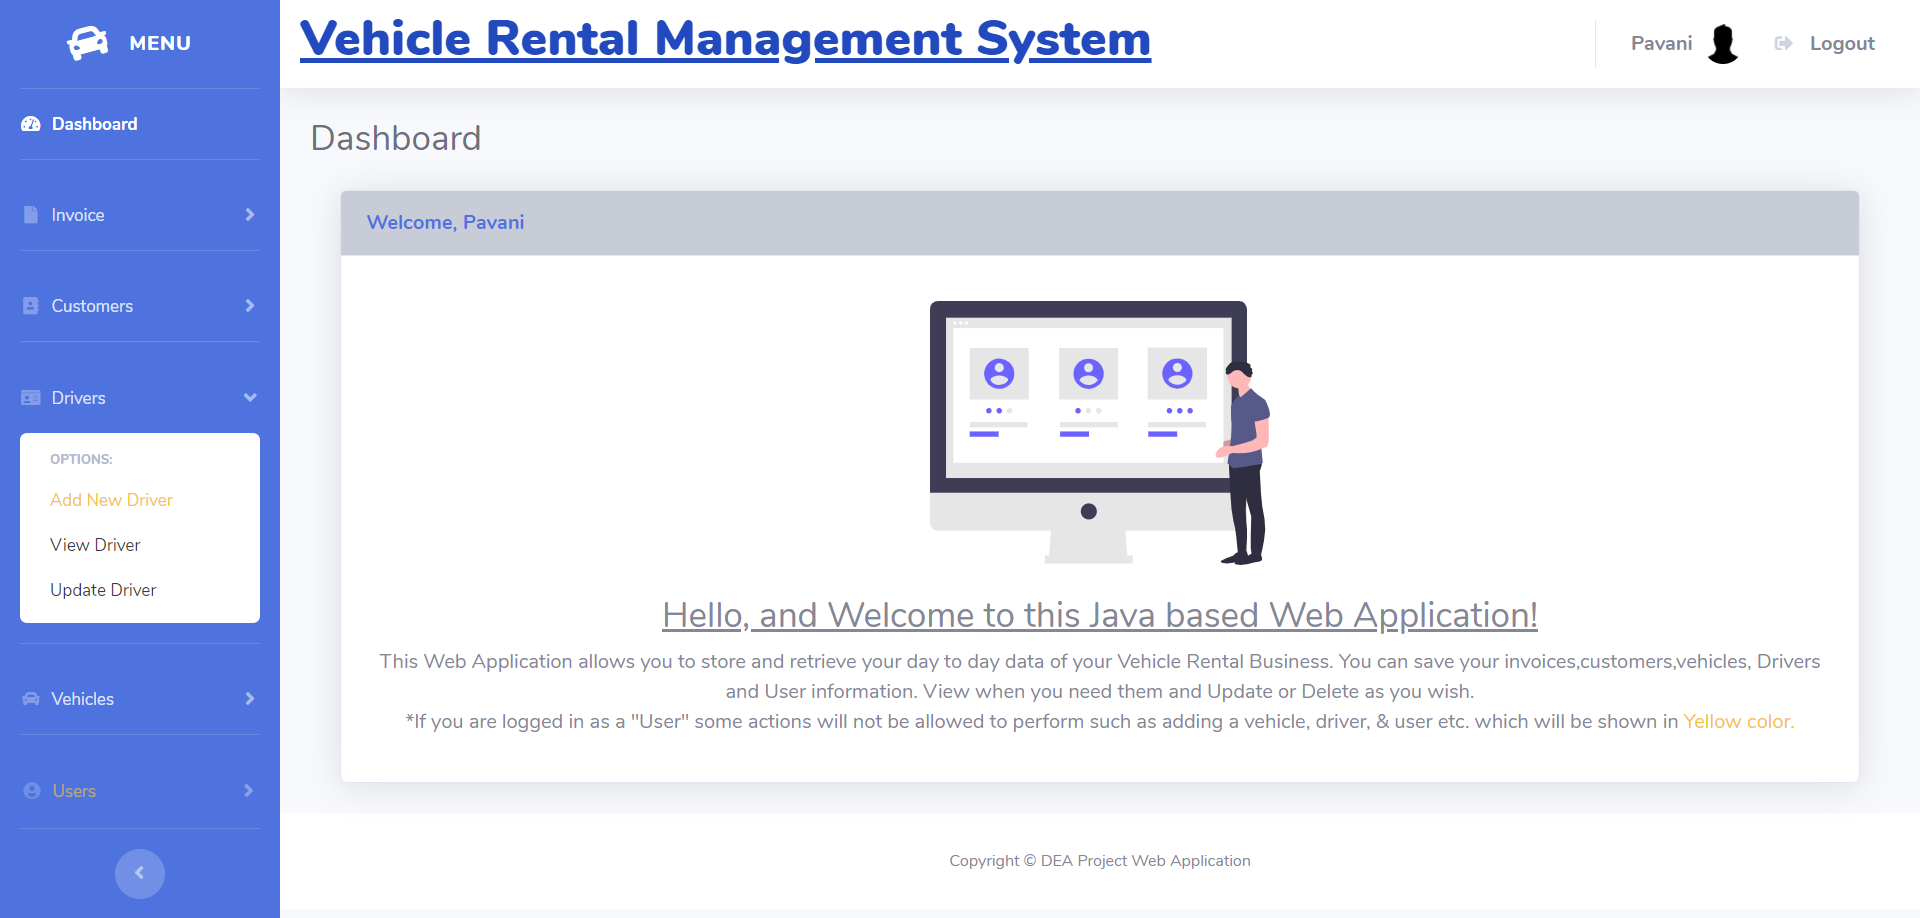 MENU
Dashboard
Invoice
Customers
Drivers
OPTIONS:
Add New Driver
View Driver
Update Driver
Vehicles
Users
Vehicle Rental Management System
Pavani
Logout
Dashboard
Welcome, Pavani
Hello, and Welcome to this Java based Web Application!
This Web Application allows you to store and retrieve your day to day data of your Vehicle Rental Business. You can save your invoices,customers,vehicles, Drivers
and User information. View when you need them and Update or Delete as you wish.
*If you are logged in as a "User" some actions will not be allowed to perform such as adding a vehicle, driver, & user etc. which will be shown in Yellow color.
Copyright © DEA Project Web Application